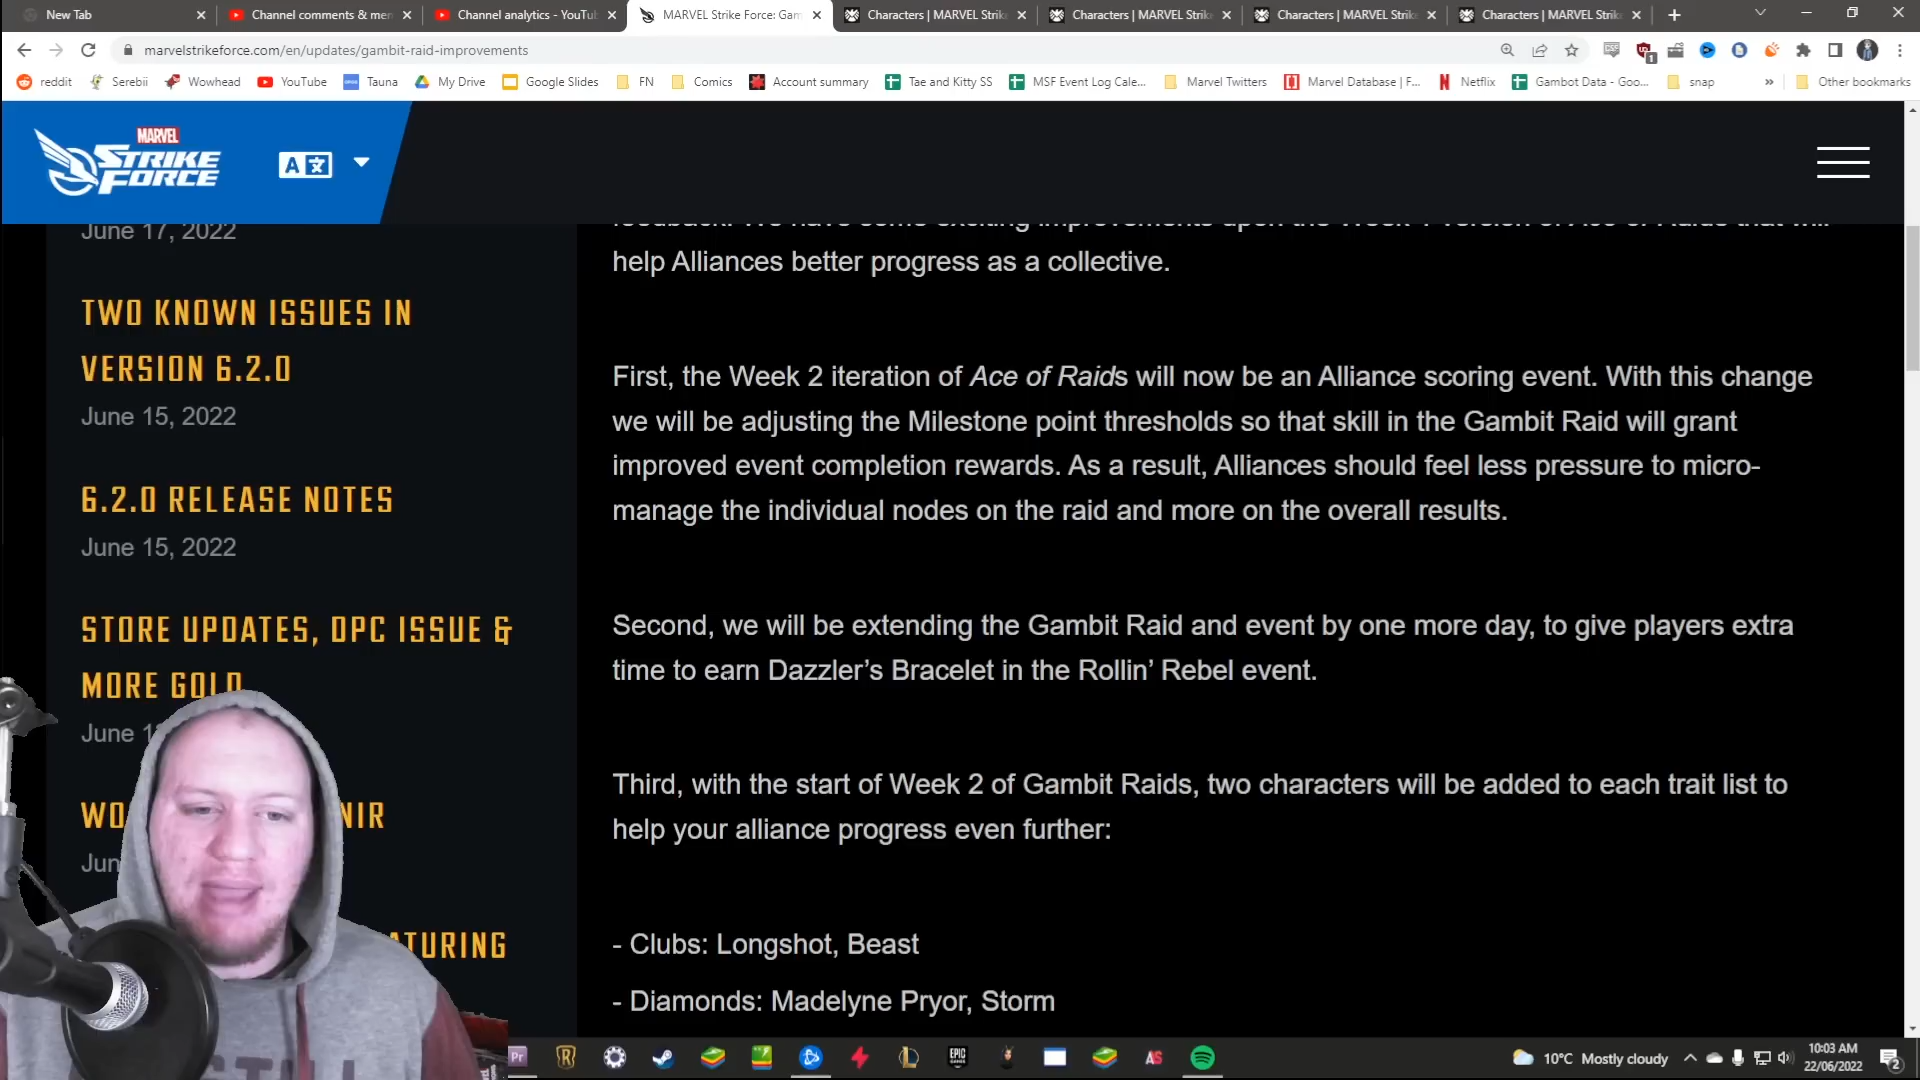 New Tab
Channel comments & mer
Channel analytics - YouTu
MARVEL Strike Force: Gam
Characters | MARVEL Strik
Characters | MARVEL Strik
Characters | MARVEL Strik
Characters | MARVEL Strik
marvelstrikeforce.com/en/updates/gambit-raid-improvements
reddit
Serebii
Wowhead
YouTube
Tauna
My Drive
Google Slides
FN
Comics
Account summary
Tae and Kitty SS
MSF Event Log Cale...
Marvel Twitters
Marvel Database | F...
Netflix
Gambot Data - Goo...
snap
Other bookmarks
MARVEL
STRIKE
FORCE
June 17, 2022
TWO KNOWN ISSUES IN
VERSION 6.2.0
June 15, 2022
6.2.0 RELEASE NOTES
June 15, 2022
STORE UPDATES, OPC ISSUE &
MORE GOLD
June 1
WO
NIR
Jun
ATURING
help Alliances better progress as a collective.
First, the Week 2 iteration of Ace of Raids will now be an Alliance scoring event. With this change
we will be adjusting the Milestone point thresholds so that skill in the Gambit Raid will grant
improved event completion rewards. As a result, Alliances should feel less pressure to micro-
manage the individual nodes on the raid and more on the overall results.
Second, we will be extending the Gambit Raid and event by one more day, to give players extra
time to earn Dazzler's Bracelet in the Rollin' Rebel event.
Third, with the start of Week 2 of Gambit Raids, two characters will be added to each trait list to
help your alliance progress even further:
- Clubs: Longshot, Beast
- Diamonds: Madelyne Pryor, Storm
Pr
EPIC
AS
10°C Mostly cloudy
10:03 AM
22/06/2022
2